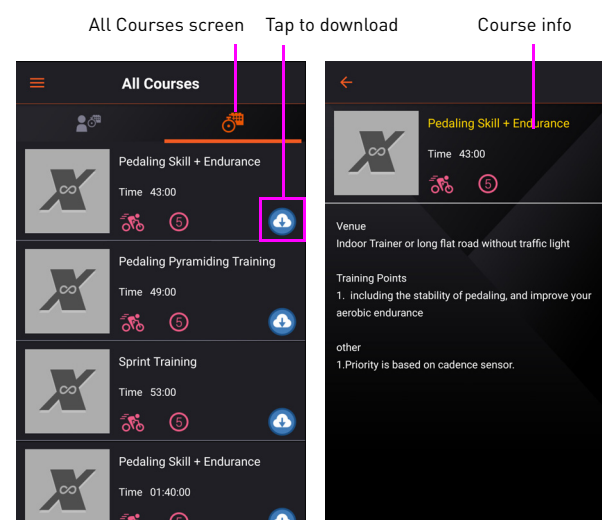 All Courses screen
Tap to download
Course info
All Courses
Pedaling Skill + Endurance
Time 43:00
5
Pedaling Pyramiding Training
Time 49:00
5
Sprint Training
Time 53:00
5
Pedaling Skill + Endurance
Time 01:40:00
5
Pedaling Skill + Endurance
Time 43:00
5
Venue
Indoor Trainer or long flat road without traffic light
Training Points
1. including the stability of pedaling, and improve your
aerobic endurance
other
1.Priority is based on cadence sensor.